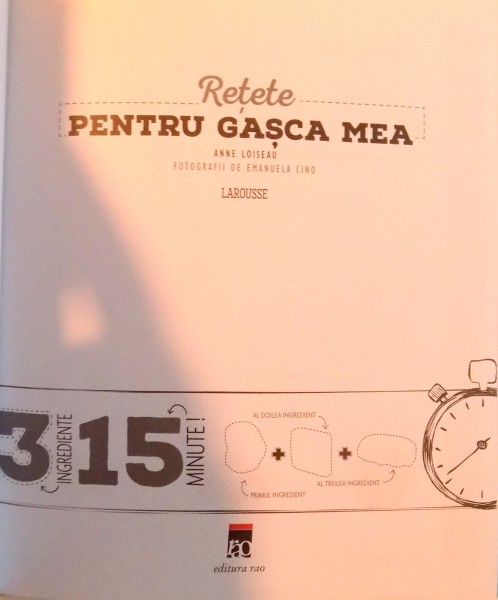 Rețete
PENTRU GAȘCA MEA
ANNE LOISEAU
FOTOGRAFII DE EMANUELA CINO
LAROUSSE
3 INGREDIENTE
15 MINUTE!
AL DOILEA INGREDIENT
+ +
AL TREILEA INGREDIENT
PRIMUL INGREDIENT
rao
editura rao